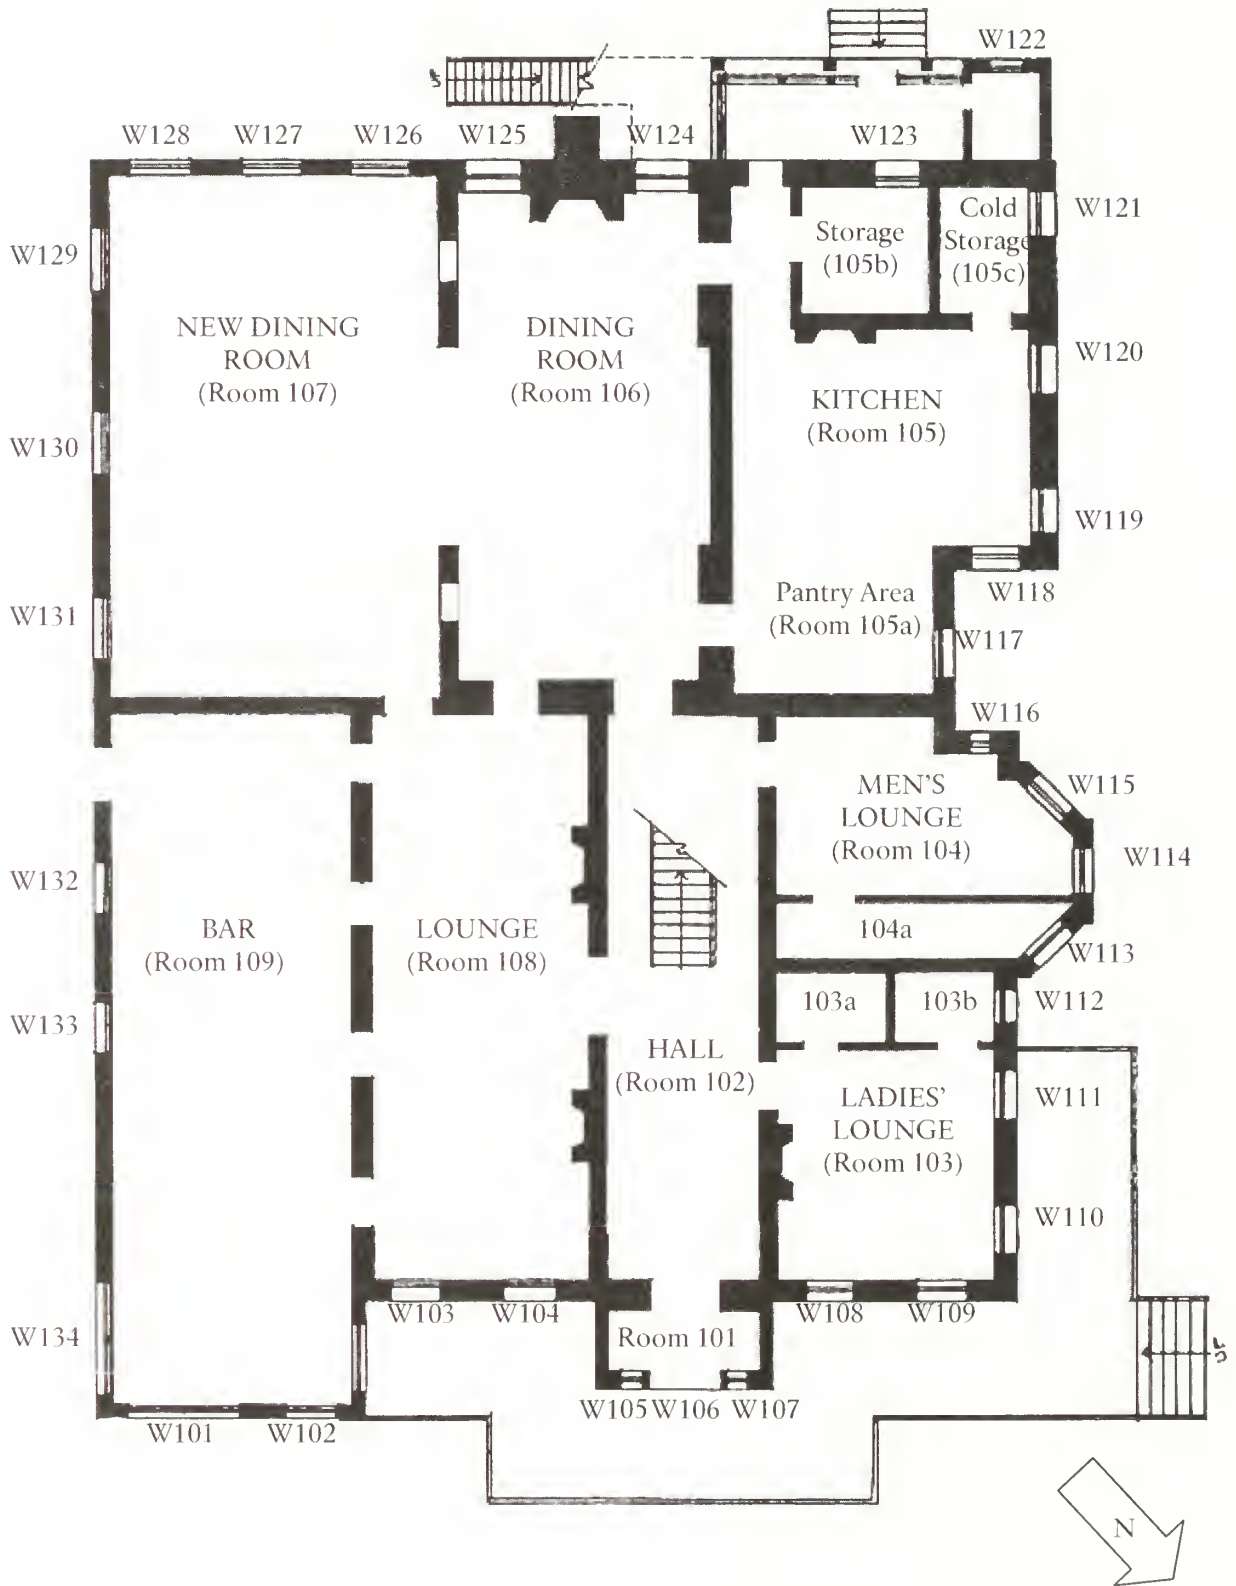 W122
W128 W127 W126 W125 W124 W123
W121
Cold
Storage
(105c)
Storage
(105b)
W129
NEW DINING
ROOM
(Room 107)
DINING
ROOM
(Room 106)
W120
KITCHEN
(Room 105)
W130
W119
W118
Pantry Area
(Room 105a)
W131
W117
W116
W115
MEN'S
LOUNGE
(Room 104)
W114
W132
BAR
(Room 109)
LOUNGE
(Room 108)
104a
W113
103a
103b
W112
W133
HALL
(Room 102)
W111
LADIES'
LOUNGE
(Room 103)
W110
W103 W104
W108 W109
W134
Room 101
UP
W105 W106 W107
W101 W102
N